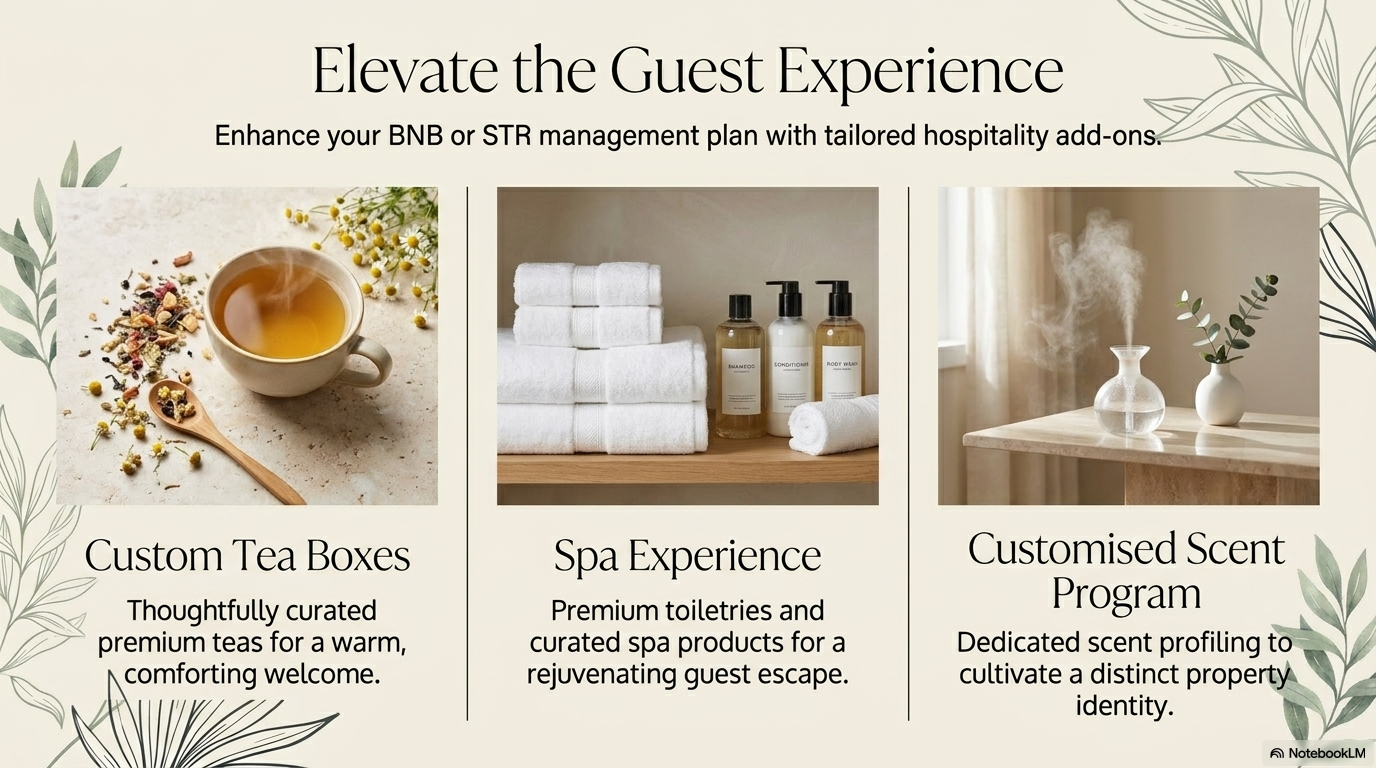 Elevate the Guest Experience
Enhance your BNB or STR management plan with tailored hospitality add-ons.
SHAMPOO
CONDITIONER
BODY WASH
Custom Tea Boxes
Thoughtfully curated
premium teas for a warm,
comforting welcome.
Spa Experience
Premium toiletries and
curated spa products for a
rejuvenating guest escape.
Customised Scent
Program
Dedicated scent profiling to
cultivate a distinct property
identity.
NotebookLM